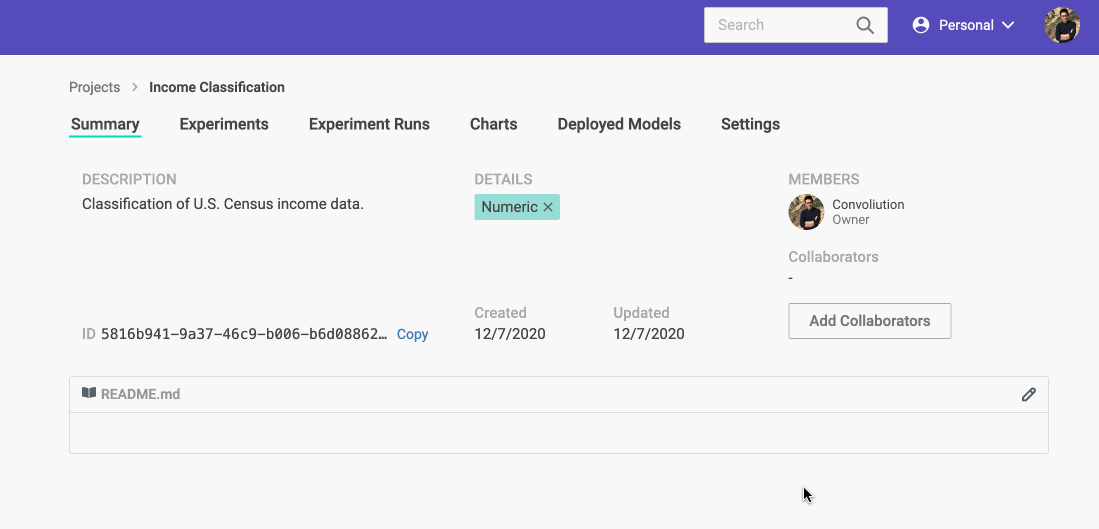 Search
Personal
Projects > Income Classification
Summary Experiments Experiment Runs Charts Deployed Models Settings
DESCRIPTION
Classification of U.S. Census income data.
ID 5816b941-9a37-46c9-b006-b6d08862… Copy
DETAILS
Numeric ×
Created
12/7/2020
Updated
12/7/2020
MEMBERS
Convoliution
Owner
Collaborators
-
Add Collaborators
README.md